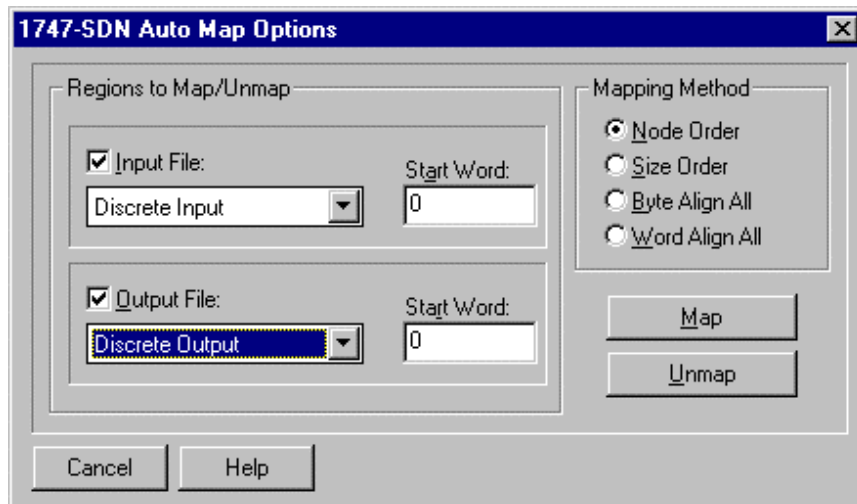 1747-SDN Auto Map Options
Regions to Map/Unmap
Input File:
Start Word:
Discrete Input
0
Output File:
Start Word:
Discrete Output
0
Mapping Method
Node Order
Size Order
Byte Align All
Word Align All
Map
Unmap
Cancel
Help